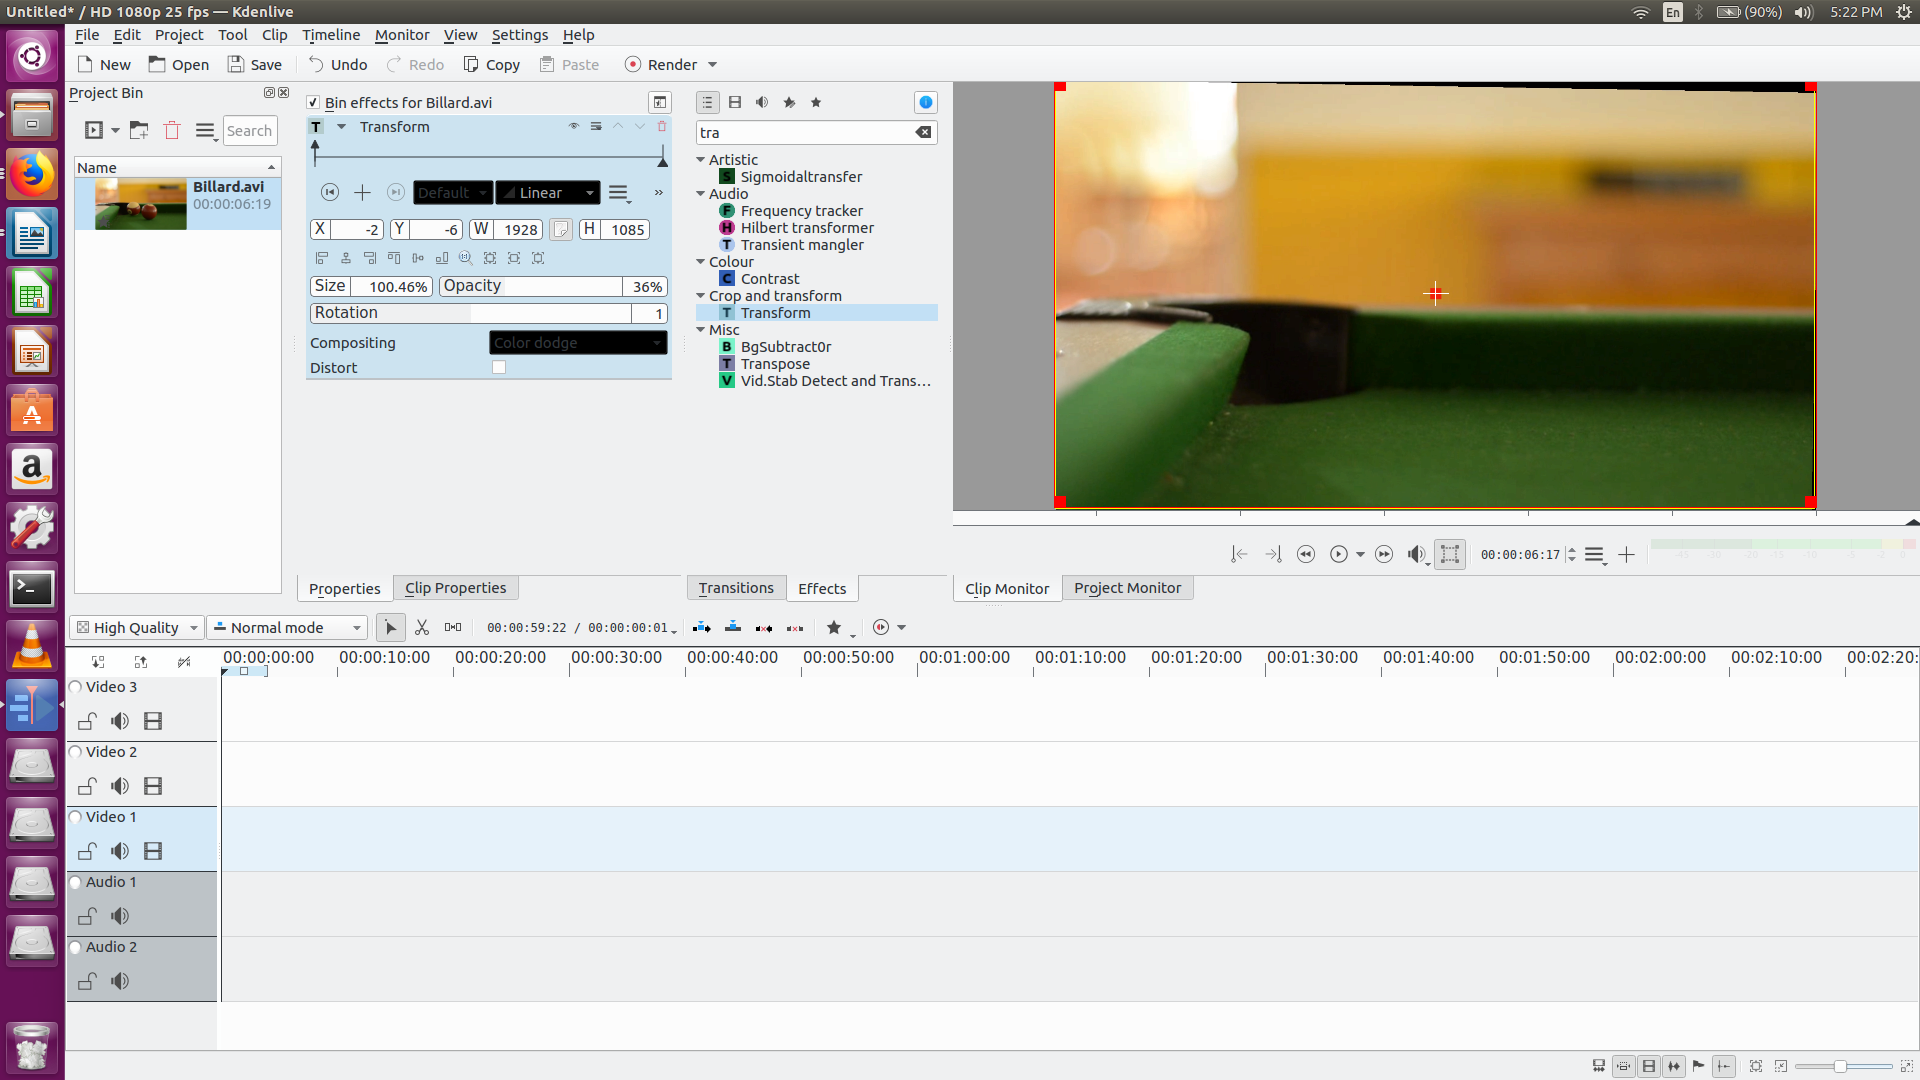 Untitled* / HD 1080p 25 fps — Kdenlive
En (90%) 5:22 PM
File Edit Project Tool Clip Timeline Monitor View Settings Help
New Open Save Undo Redo Copy Paste Render
Project Bin
Search
Name
Billard.avi
00:00:06:19
Bin effects for Billard.avi
T Transform
Default Linear »
X -2 Y -6 W 1928 H 1085
Size 100.46% Opacity 36%
Rotation 1
Compositing Color dodge
Distort
tra
Artistic
S Sigmoidaltransfer
Audio
F Frequency tracker
H Hilbert transformer
T Transient mangler
Colour
C Contrast
Crop and transform
T Transform
Misc
B BgSubtract0r
T Transpose
V Vid.Stab Detect and Trans...
00:00:06:17
-45 -30 -20 -15 -10 -5 -2 0
Properties Clip Properties Transitions Effects Clip Monitor Project Monitor
High Quality Normal mode 00:00:59:22 / 00:00:00:01
00:00:00:00 00:00:10:00 00:00:20:00 00:00:30:00 00:00:40:00 00:00:50:00 00:01:00:00 00:01:10:00 00:01:20:00 00:01:30:00 00:01:40:00 00:01:50:00 00:02:00:00 00:02:10:00 00:02:20:
Video 3
Video 2
Video 1
Audio 1
Audio 2